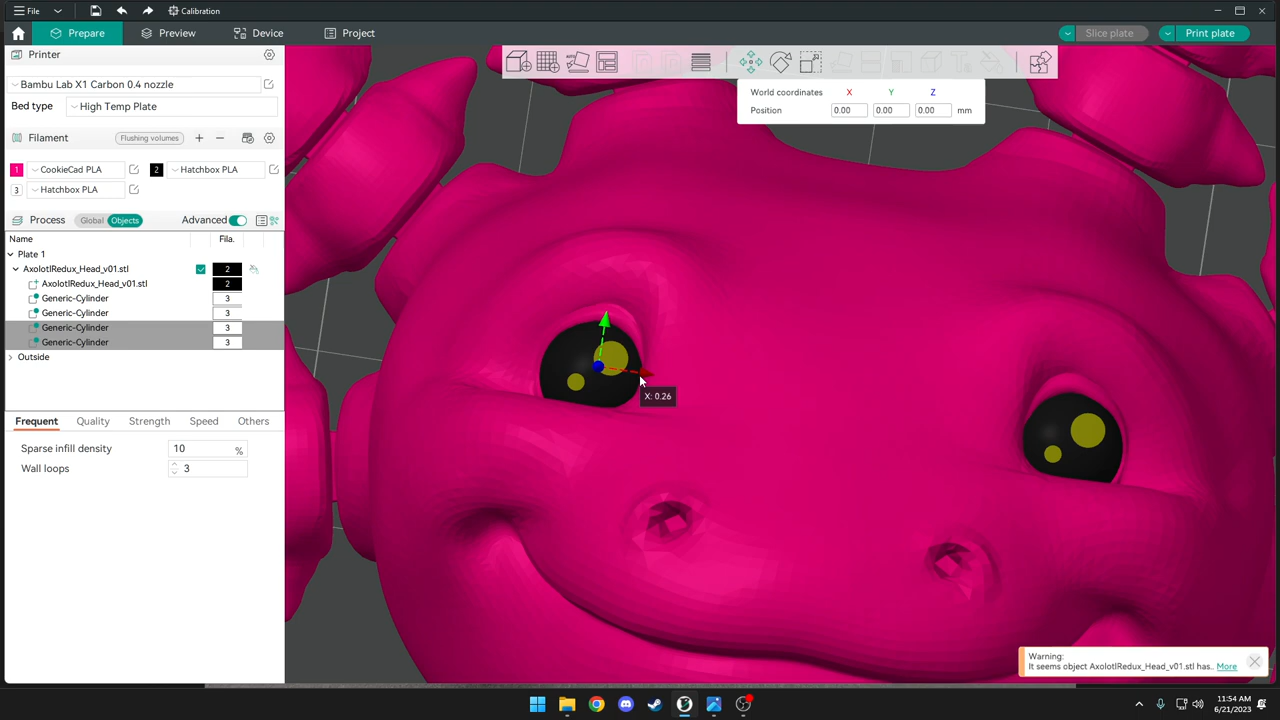 File
Calibration
Prepare
Preview
Device
Project
Slice plate
Print plate
Printer
Bambu Lab X1 Carbon 0.4 nozzle
Bed type
High Temp Plate
Filament
Flushing volumes
1 CookieCad PLA
2 Hatchbox PLA
3 Hatchbox PLA
Process
Global
Objects
Advanced
Name
Fila.
Plate 1
AxolotlRedux_Head_v01.stl 2
AxolotlRedux_Head_v01.stl 2
Generic-Cylinder 3
Generic-Cylinder 3
Generic-Cylinder 3
Generic-Cylinder 3
Outside
Frequent
Quality
Strength
Speed
Others
Sparse infill density 10 %
Wall loops 3
World coordinates X Y Z
Position 0.00 0.00 0.00 mm
X: 0.26
Warning:
It seems object AxolotlRedux_Head_v01.stl has.. More
11:54 AM
6/21/2023